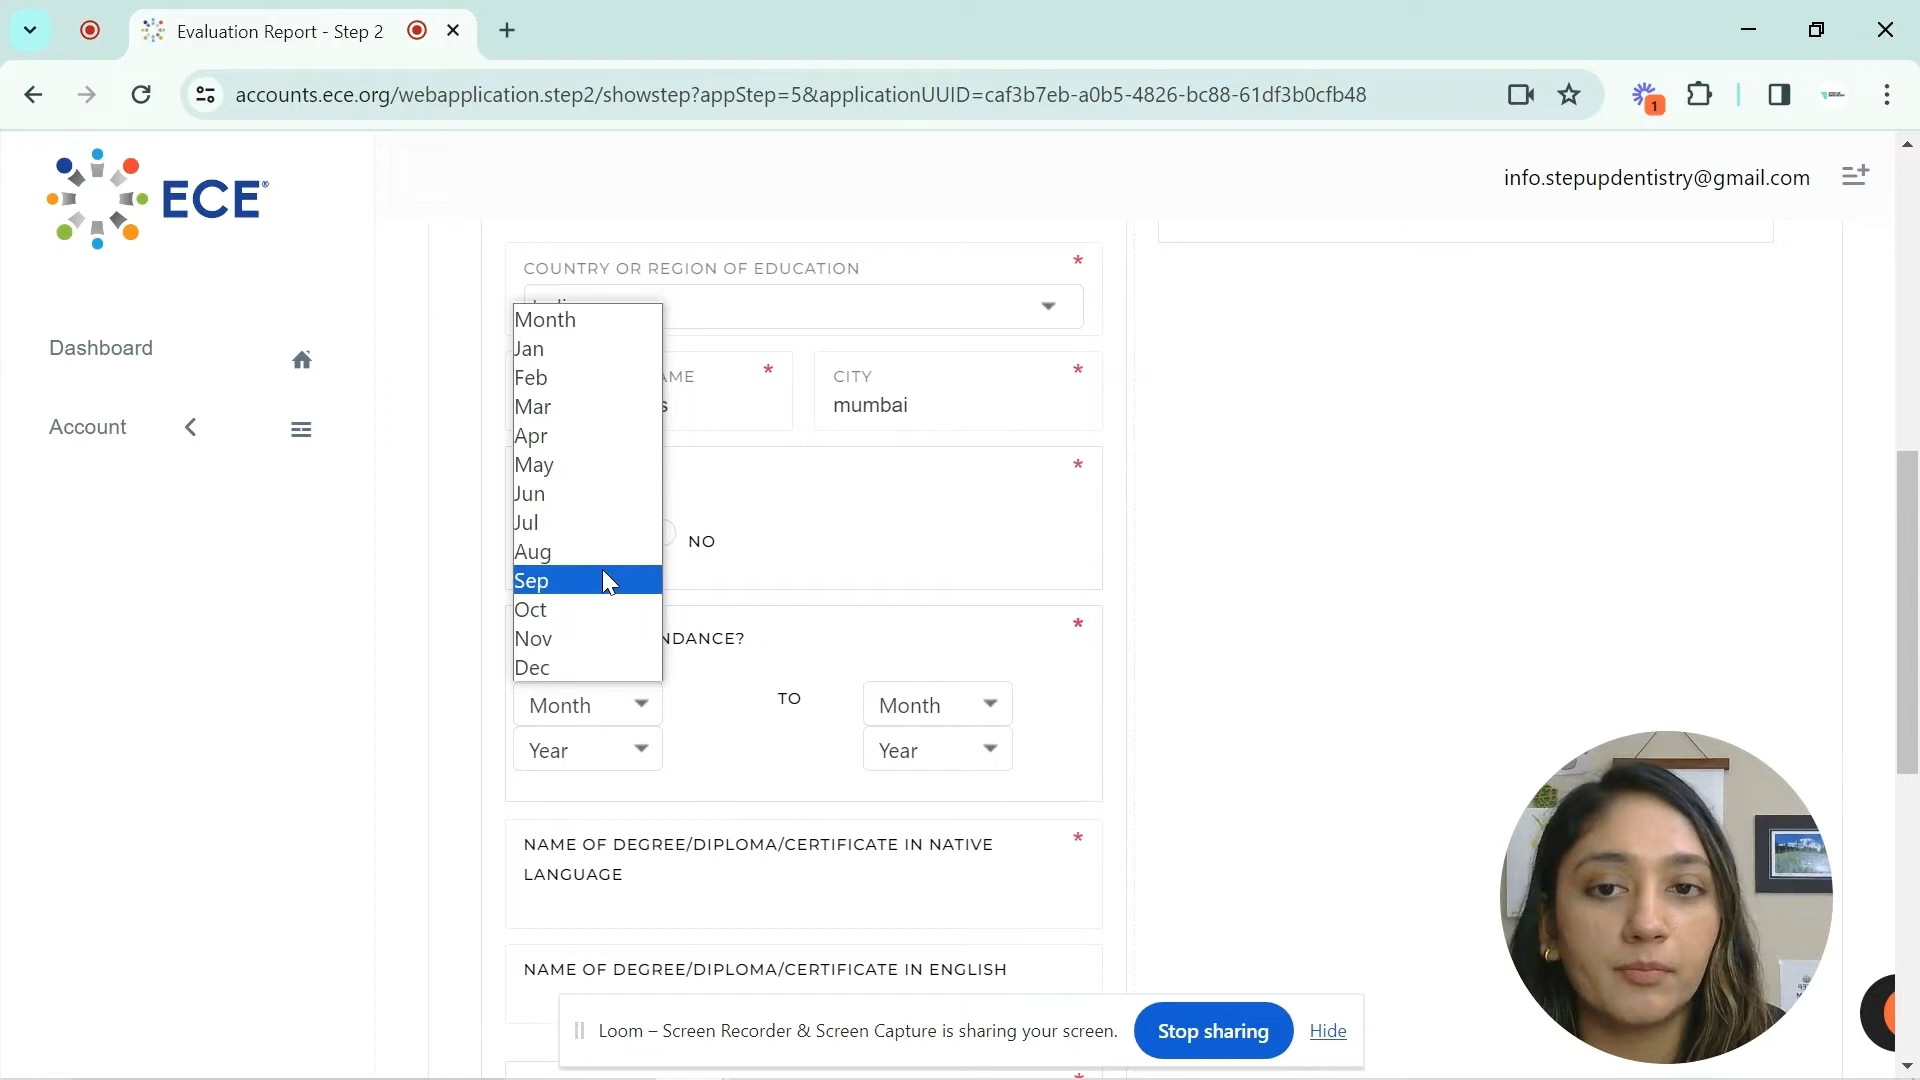 Evaluation Report - Step 2
accounts.ece.org/webapplication.step2/showstep?appStep=5&applicationUUID=caf3b7eb-a0b5-4826-bc88-61df3b0cfb48
1
ECE®
info.stepupdentistry@gmail.com
Dashboard
Account
COUNTRY OR REGION OF EDUCATION
*
Month
Jan
Feb
Mar
Apr
May
Jun
Jul
Aug
Sep
Oct
Nov
Dec
AME
*
s
CITY
*
mumbai
*
NO
NDANCE?
*
Month
TO
Month
Year
Year
NAME OF DEGREE/DIPLOMA/CERTIFICATE IN NATIVE
LANGUAGE
*
NAME OF DEGREE/DIPLOMA/CERTIFICATE IN ENGLISH
Loom – Screen Recorder & Screen Capture is sharing your screen.
Stop sharing
Hide